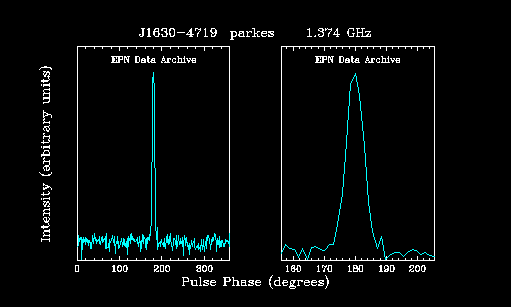 J1630-4719 parkes 1.374 GHz
EPN Data Archive EPN Data Archive
Intensity (arbitrary units)
0 100 200 300 160 170 180 190 200
Pulse Phase (degrees)